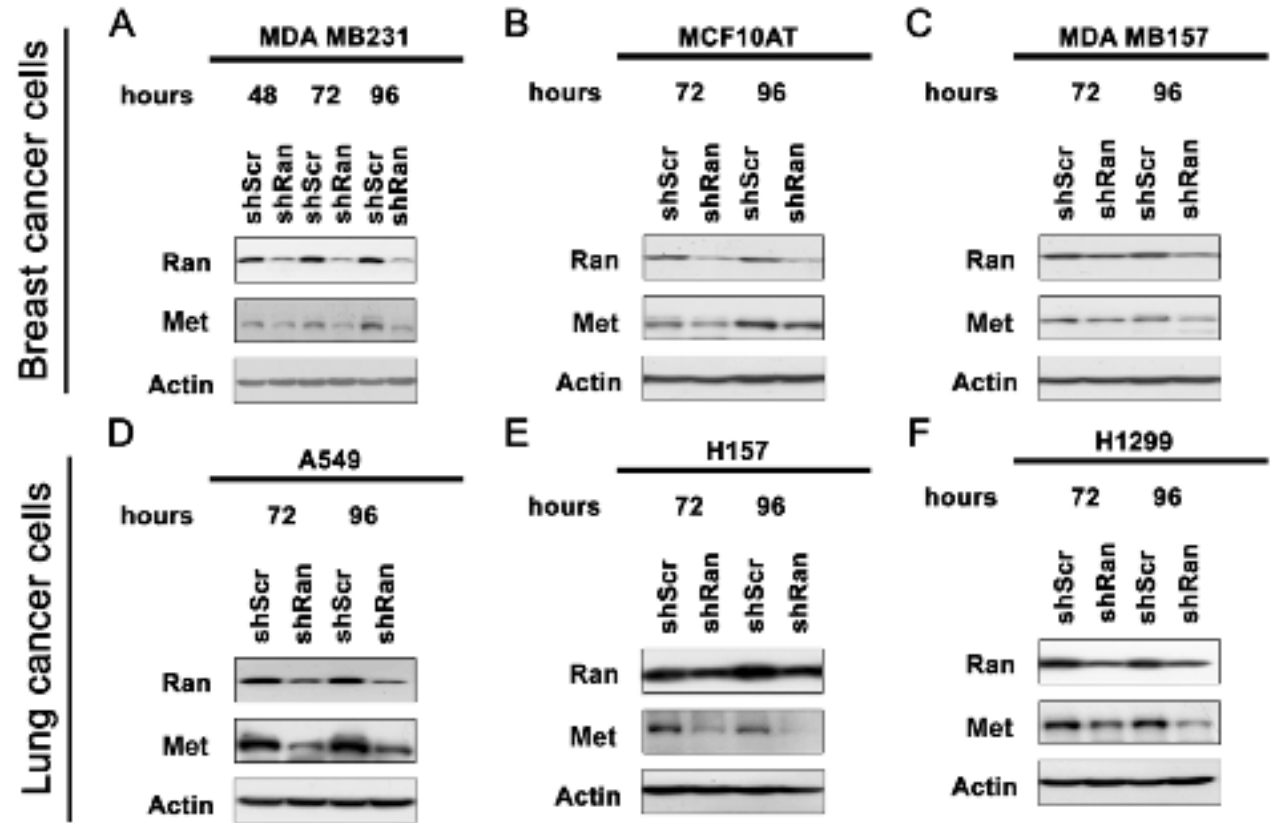 Breast cancer cells
A
MDA MB231
hours 48 72 96
shScr shRan shScr shRan shScr shRan
Ran
Met
Actin
B
MCF10AT
hours 72 96
shScr shRan shScr shRan
Ran
Met
Actin
C
MDA MB157
hours 72 96
shScr shRan shScr shRan
Ran
Met
Actin
Lung cancer cells
D
A549
hours 72 96
shScr shRan shScr shRan
Ran
Met
Actin
E
H157
hours 72 96
shScr shRan shScr shRan
Ran
Met
Actin
F
H1299
hours 72 96
shScr shRan shScr shRan
Ran
Met
Actin